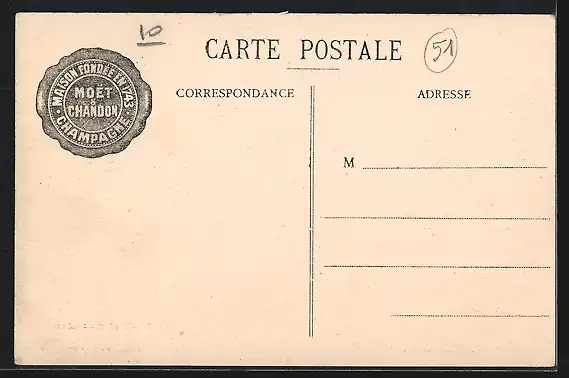 10
CARTE POSTALE
51
MAISON FONDÉE EN 1743
MOËT
&
CHANDON
CHAMPAGNE
CORRESPONDANCE
ADRESSE
M